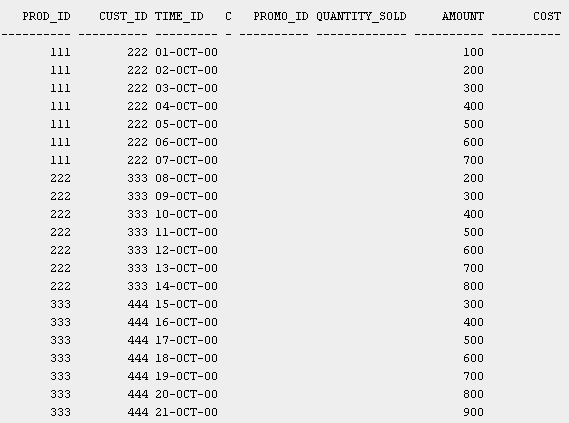 PROD_ID CUST_ID TIME_ID C PROMO_ID QUANTITY_SOLD AMOUNT COST
---------- ---------- --------- - ---------- ------------- ---------- ----------
111 222 01-OCT-00 100
111 222 02-OCT-00 200
111 222 03-OCT-00 300
111 222 04-OCT-00 400
111 222 05-OCT-00 500
111 222 06-OCT-00 600
111 222 07-OCT-00 700
222 333 08-OCT-00 200
222 333 09-OCT-00 300
222 333 10-OCT-00 400
222 333 11-OCT-00 500
222 333 12-OCT-00 600
222 333 13-OCT-00 700
222 333 14-OCT-00 800
333 444 15-OCT-00 300
333 444 16-OCT-00 400
333 444 17-OCT-00 500
333 444 18-OCT-00 600
333 444 19-OCT-00 700
333 444 20-OCT-00 800
333 444 21-OCT-00 900